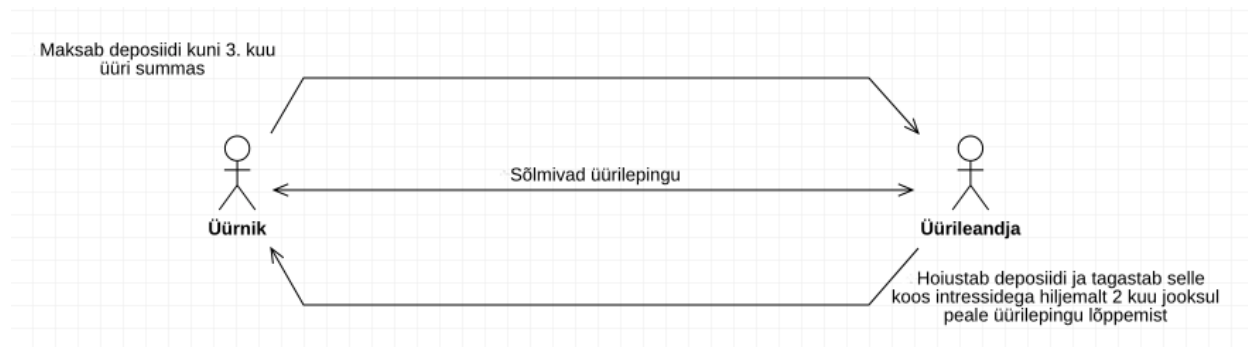 Maksab deposiidi kuni 3. kuu
üüri summas
Sõlmivad üürilepingu
Üürnik
Üürileandja
Hoiustab deposiidi ja tagastab selle
koos intressidega hiljemalt 2 kuu jooksul
peale üürilepingu lõppemist